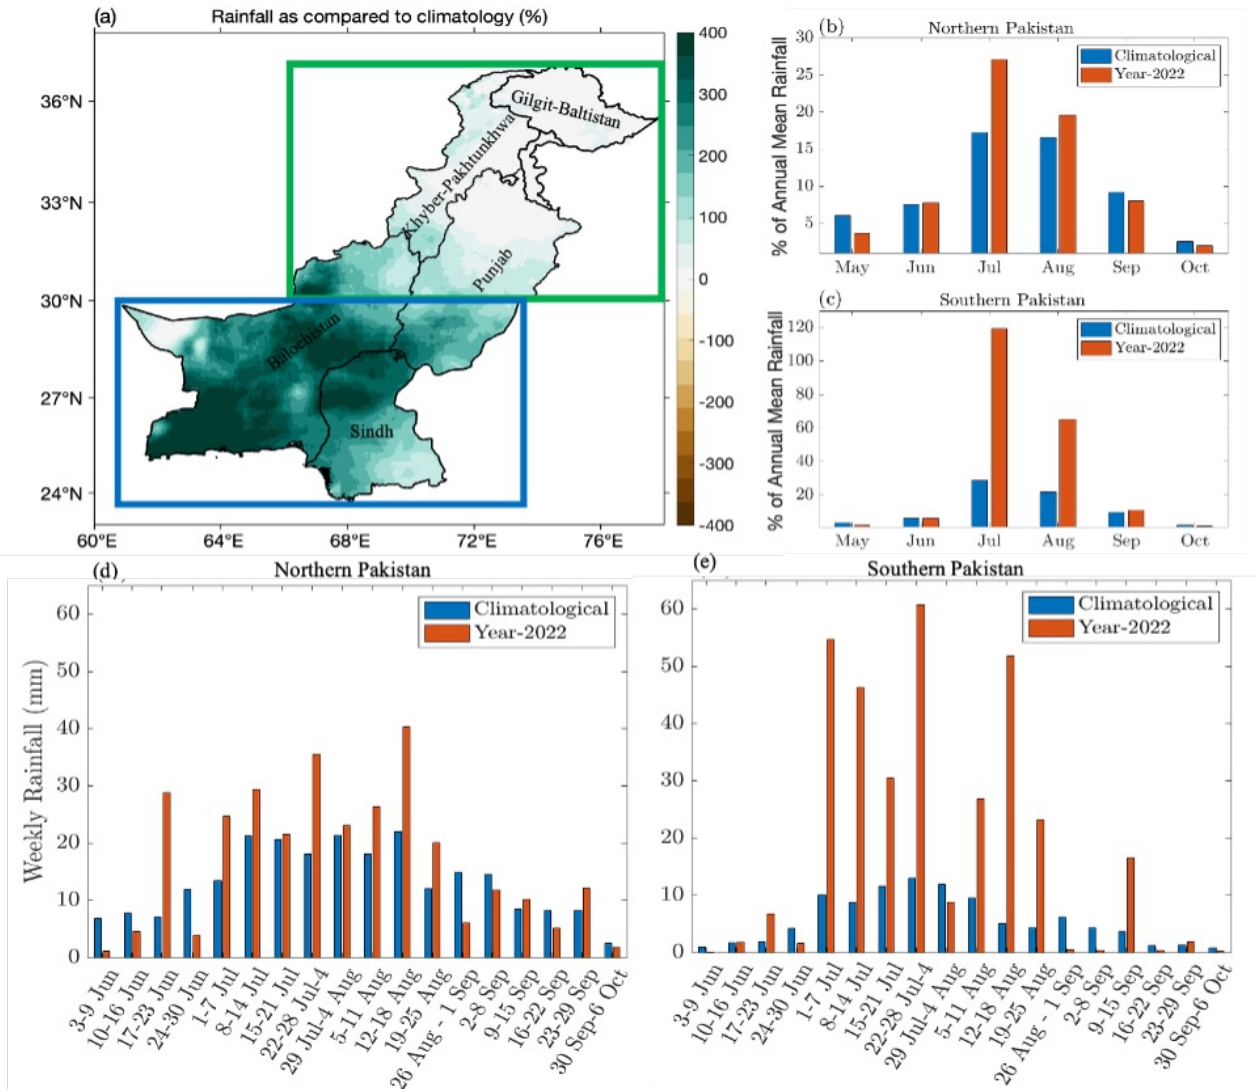 (a) Rainfall as compared to climatology (%)
36°N
33°N
30°N
27°N
24°N
60°E 64°E 68°E 72°E 76°E
Gilgit-Baltistan
Khyber-Pakhtunkhwa
Punjab
Balochistan
Sindh
400
300
200
100
0
-100
-200
-300
-400
(b) Northern Pakistan
% of Annual Mean Rainfall
30
25
20
15
10
5
Climatological
Year-2022
May Jun Jul Aug Sep Oct
(c) Southern Pakistan
% of Annual Mean Rainfall
120
100
80
60
40
20
Climatological
Year-2022
May Jun Jul Aug Sep Oct
(d) Northern Pakistan
Weekly Rainfall (mm)
60
50
40
30
20
10
0
Climatological
Year-2022
3-9 Jun
10-16 Jun
17-23 Jun
24-30 Jun
1-7 Jul
8-14 Jul
15-21 Jul
22-28 Jul-4
29 Jul-4 Aug
5-11 Aug
12-18 Aug
19-25 Aug
26 Aug - 1 Sep
2-8 Sep
9-15 Sep
16-22 Sep
23-29 Sep
30 Sep-6 Oct
(e) Southern Pakistan
60
50
40
30
20
10
0
Climatological
Year-2022
3-9 Jun
10-16 Jun
17-23 Jun
24-30 Jun
1-7 Jul
8-14 Jul
15-21 Jul
22-28 Jul-4
29 Jul-4 Aug
5-11 Aug
12-18 Aug
19-25 Aug
26 Aug - 1 Sep
2-8 Sep
9-15 Sep
16-22 Sep
23-29 Sep
30 Sep-6 Oct